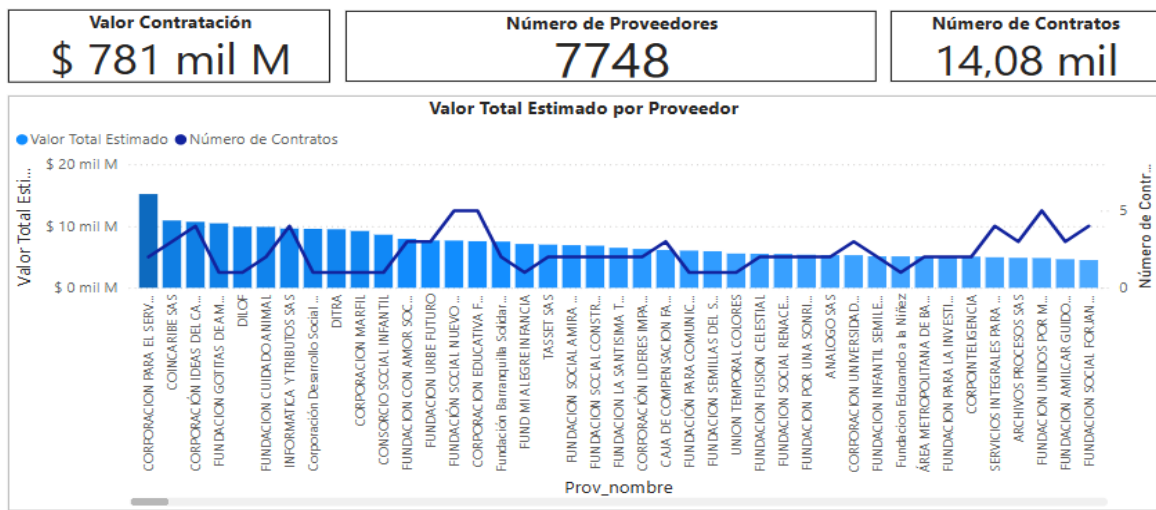 Valor Contratación
$ 781 mil M
Número de Proveedores
7748
Número de Contratos
14,08 mil
Valor Total Estimado por Proveedor
Valor Total Estimado
Número de Contratos
Valor Total Esti...
$ 20 mil M
$ 10 mil M
$ 0 mil M
5
0
Número de Contr...
CORPORACION PARA EL SERV...
COINCARIBE SAS
CORPORACIÓN IDEAS DEL CA...
FUNDACION GOTITAS DE AM...
DILOF
FUNDACION CUIDADO ANIMAL
INFORMATICA Y TRIBUTOS SAS
Corporación Desarrollo Social ...
DITRA
CORPORACION MARFIL
CONSORCIO SOCIAL INFANTIL
FUNDACION CON AMOR SOC...
FUNDACION URBE FUTURO
FUNDACIÓN SOCIAL NUEVO ...
CORPORACION EDUCATIVA F...
Fundación Barranquilla Solidar...
FUND MI ALEGRE INFANCIA
TASSET SAS
FUNDACION SOCIAL AMIRA ...
FUNDACION SOCIAL CONSTR...
FUNDACION LA SANTISIMA T...
CORPORACIÓN LIDERES IMPA...
CAJA DE COMPENSACION FA...
FUNDACIÓN PARA COMUNIC...
FUNDACION SEMILLAS DEL S...
UNION TEMPORAL COLORES
FUNDACION FUSION CELESTIAL
FUNDACION SOCIAL RENACE...
FUNDACION POR UNA SONRI...
ANALOGO SAS
CORPORACION UNIVERSIDAD...
FUNDACION INFANTIL SEMILE...
Fundacion Educando a la Niñez
ÁREA METROPOLITANA DE BA...
FUNDACION PARA LA INVESTI...
CORPOINTELIGENCIA
SERVICIOS INTEGRALES PARA ...
ARCHIVOS PROCESOS SAS
FUNDACION UNIDOS POR M...
FUNDACION AMILCAR GUIDO...
FUNDACION SOCIAL FORJAN...
Prov_nombre